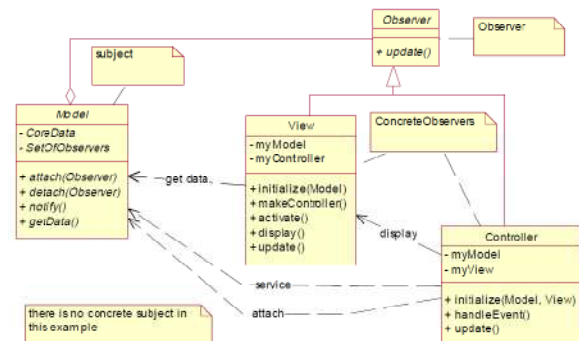 Observer
+ update()
Observer
subject
Model
- CoreData
- SetOfObservers
+ attach(Observer)
+ detach(Observer)
+ notify()
+ getData()
View
- myModel
- myController
+ initialize(Model)
+ makeController()
+ activate()
+ display()
+ update()
ConcreteObservers
get data,
display
service
attach
Controller
- myModel
- myView
+ initialize(Model, View)
+ handleEvent()
+ update()
there is no concrete subject in
this example